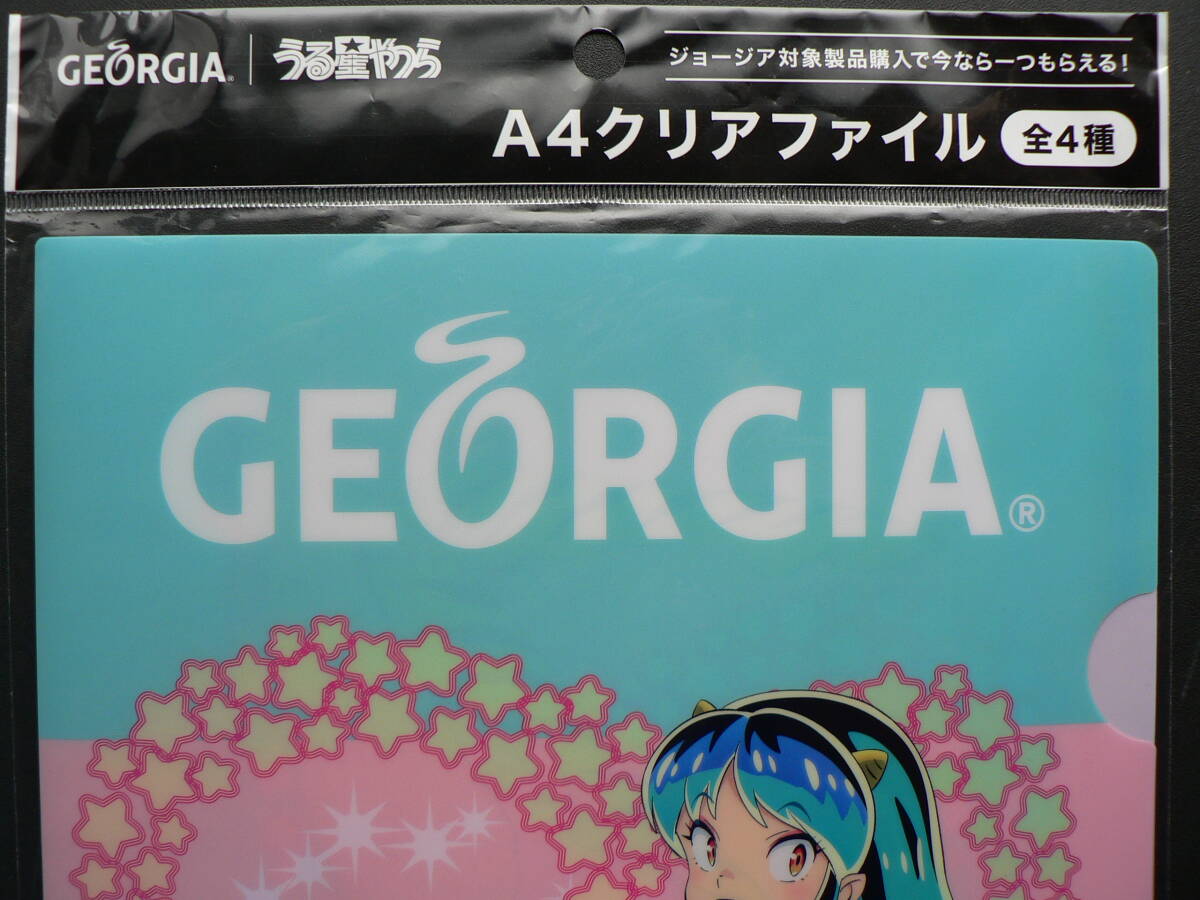 GEORGIA® うる星やつら
ジョージア対象製品購入で今なら一つもらえる!
A4クリアファイル 全4種
GEORGIA®